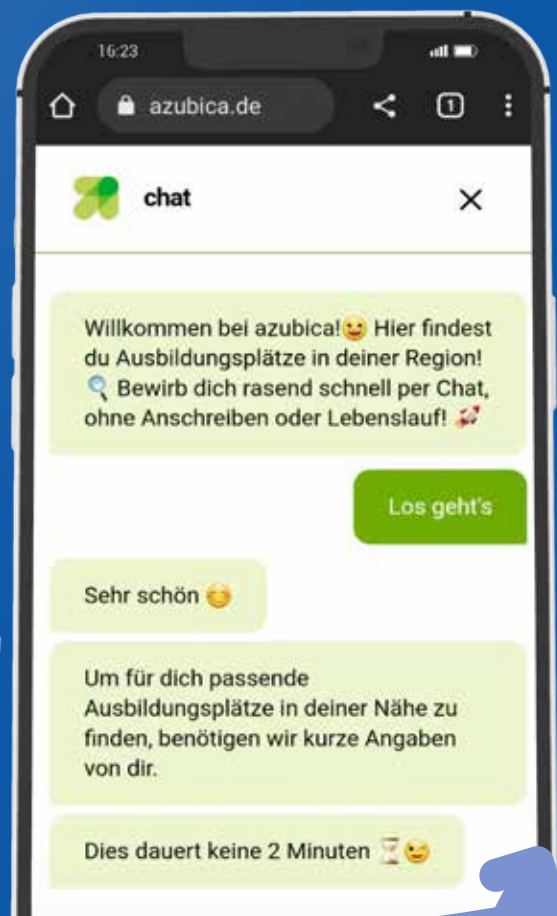 16:23
azubica.de
1
chat
Willkommen bei azubica!😉 Hier findest
du Ausbildungsplätze in deiner Region!
🔍 Bewirb dich rasend schnell per Chat,
ohne Anschreiben oder Lebenslauf! 🚀
Los geht's
Sehr schön 😊
Um für dich passende
Ausbildungsplätze in deiner Nähe zu
finden, benötigen wir kurze Angaben
von dir.
Dies dauert keine 2 Minuten ⏳😉